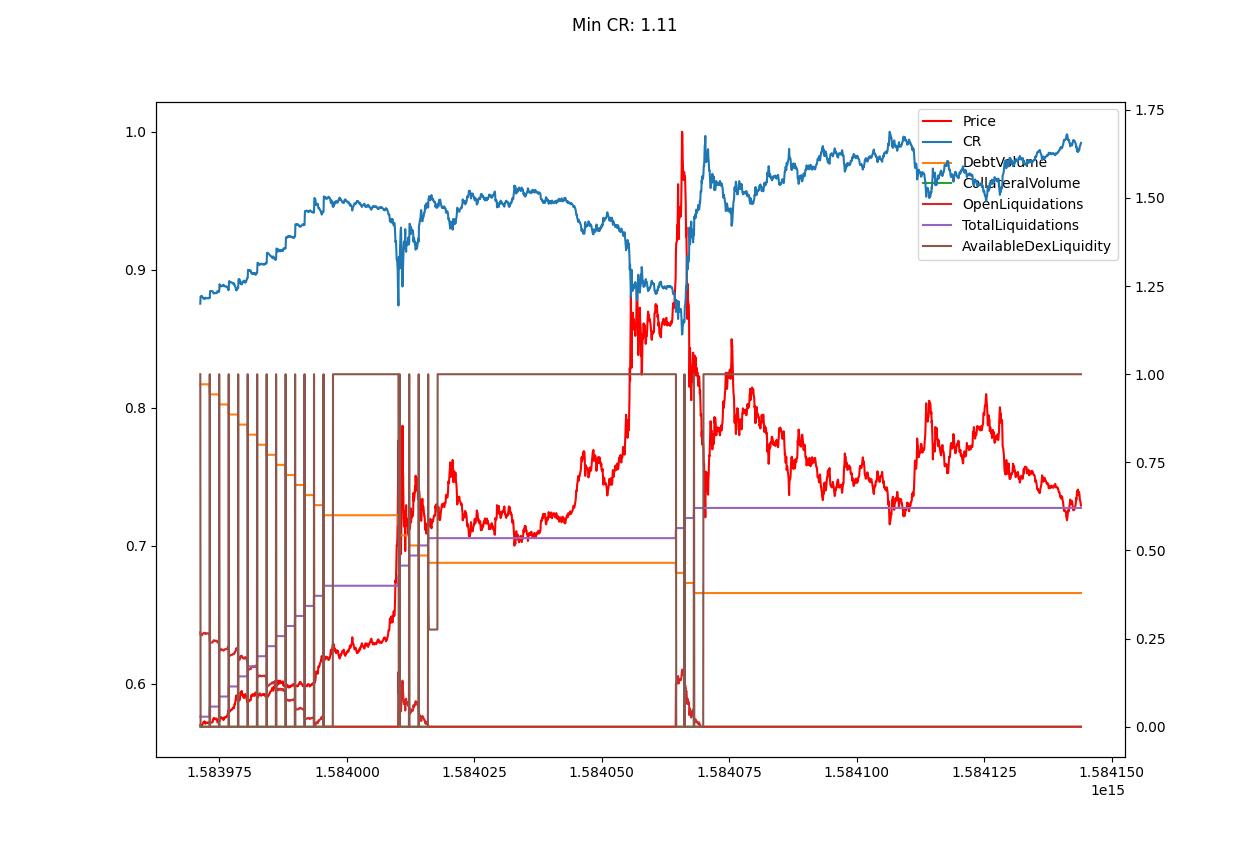 Min CR: 1.11
1.0
0.9
0.8
0.7
0.6
1.75
1.50
1.25
1.00
0.75
0.50
0.25
0.00
Price
CR
DebtVolume
CollateralVolume
OpenLiquidations
TotalLiquidations
AvailableDexLiquidity
1.583975 1.584000 1.584025 1.584050 1.584075 1.584100 1.584125 1.584150
1e15